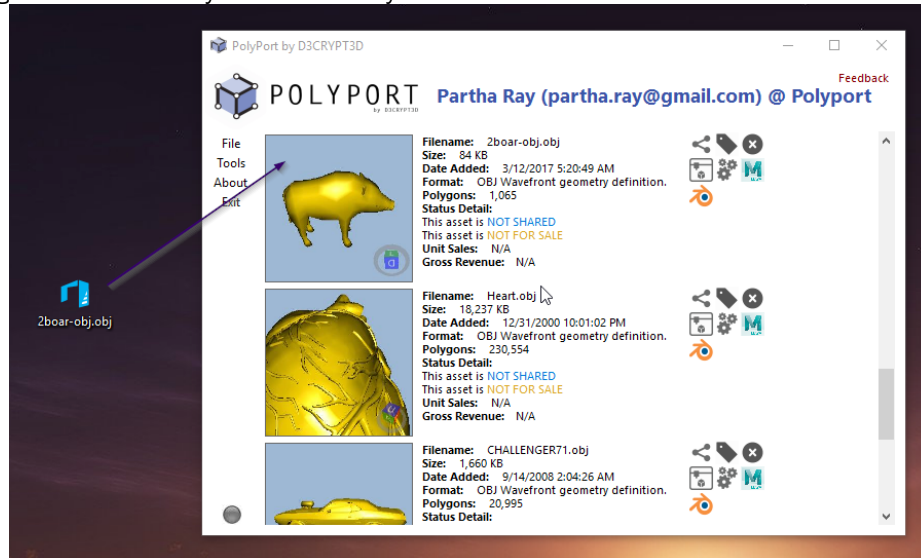 PolyPort by D3CRYPT3D
Feedback
POLYPORT
by D3CRYPT3D
Partha Ray (partha.ray@gmail.com) @ Polyport
File
Tools
About
Exit
Filename: 2boar-obj.obj
Size: 84 KB
Date Added: 3/12/2017 5:20:49 AM
Format: OBJ Wavefront geometry definition.
Polygons: 1,065
Status Detail:
This asset is NOT SHARED
This asset is NOT FOR SALE
Unit Sales: N/A
Gross Revenue: N/A
2boar-obj.obj
Filename: Heart.obj
Size: 18,237 KB
Date Added: 12/31/2000 10:01:02 PM
Format: OBJ Wavefront geometry definition.
Polygons: 230,554
Status Detail:
This asset is NOT SHARED
This asset is NOT FOR SALE
Unit Sales: N/A
Gross Revenue: N/A
Filename: CHALLENGER71.obj
Size: 1,660 KB
Date Added: 9/14/2008 2:04:26 AM
Format: OBJ Wavefront geometry definition.
Polygons: 20,995
Status Detail: